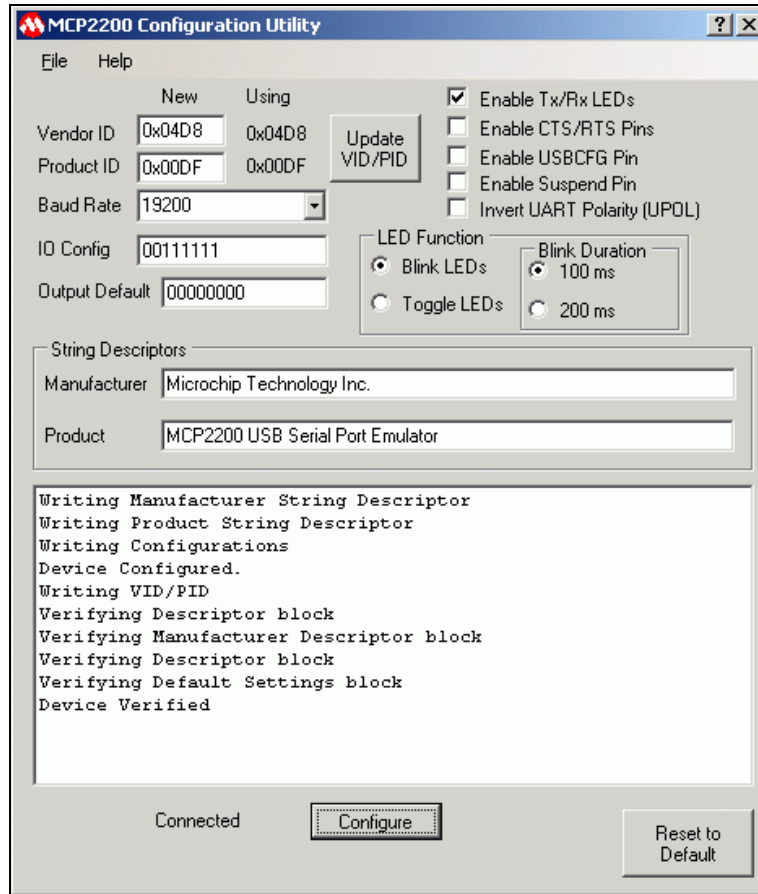 MCP2200 Configuration Utility
File Help
New Using
Vendor ID 0x04D8 0x04D8
Product ID 0x00DF 0x00DF
Update VID/PID
Baud Rate 19200
IO Config 00111111
Output Default 00000000
Enable Tx/Rx LEDs
Enable CTS/RTS Pins
Enable USBCFG Pin
Enable Suspend Pin
Invert UART Polarity (UPOL)
LED Function
Blink LEDs
Toggle LEDs
Blink Duration
100 ms
200 ms
String Descriptors
Manufacturer Microchip Technology Inc.
Product MCP2200 USB Serial Port Emulator
Writing Manufacturer String Descriptor
Writing Product String Descriptor
Writing Configurations
Device Configured.
Writing VID/PID
Verifying Descriptor block
Verifying Manufacturer Descriptor block
Verifying Descriptor block
Verifying Default Settings block
Device Verified
Connected Configure
Reset to
Default